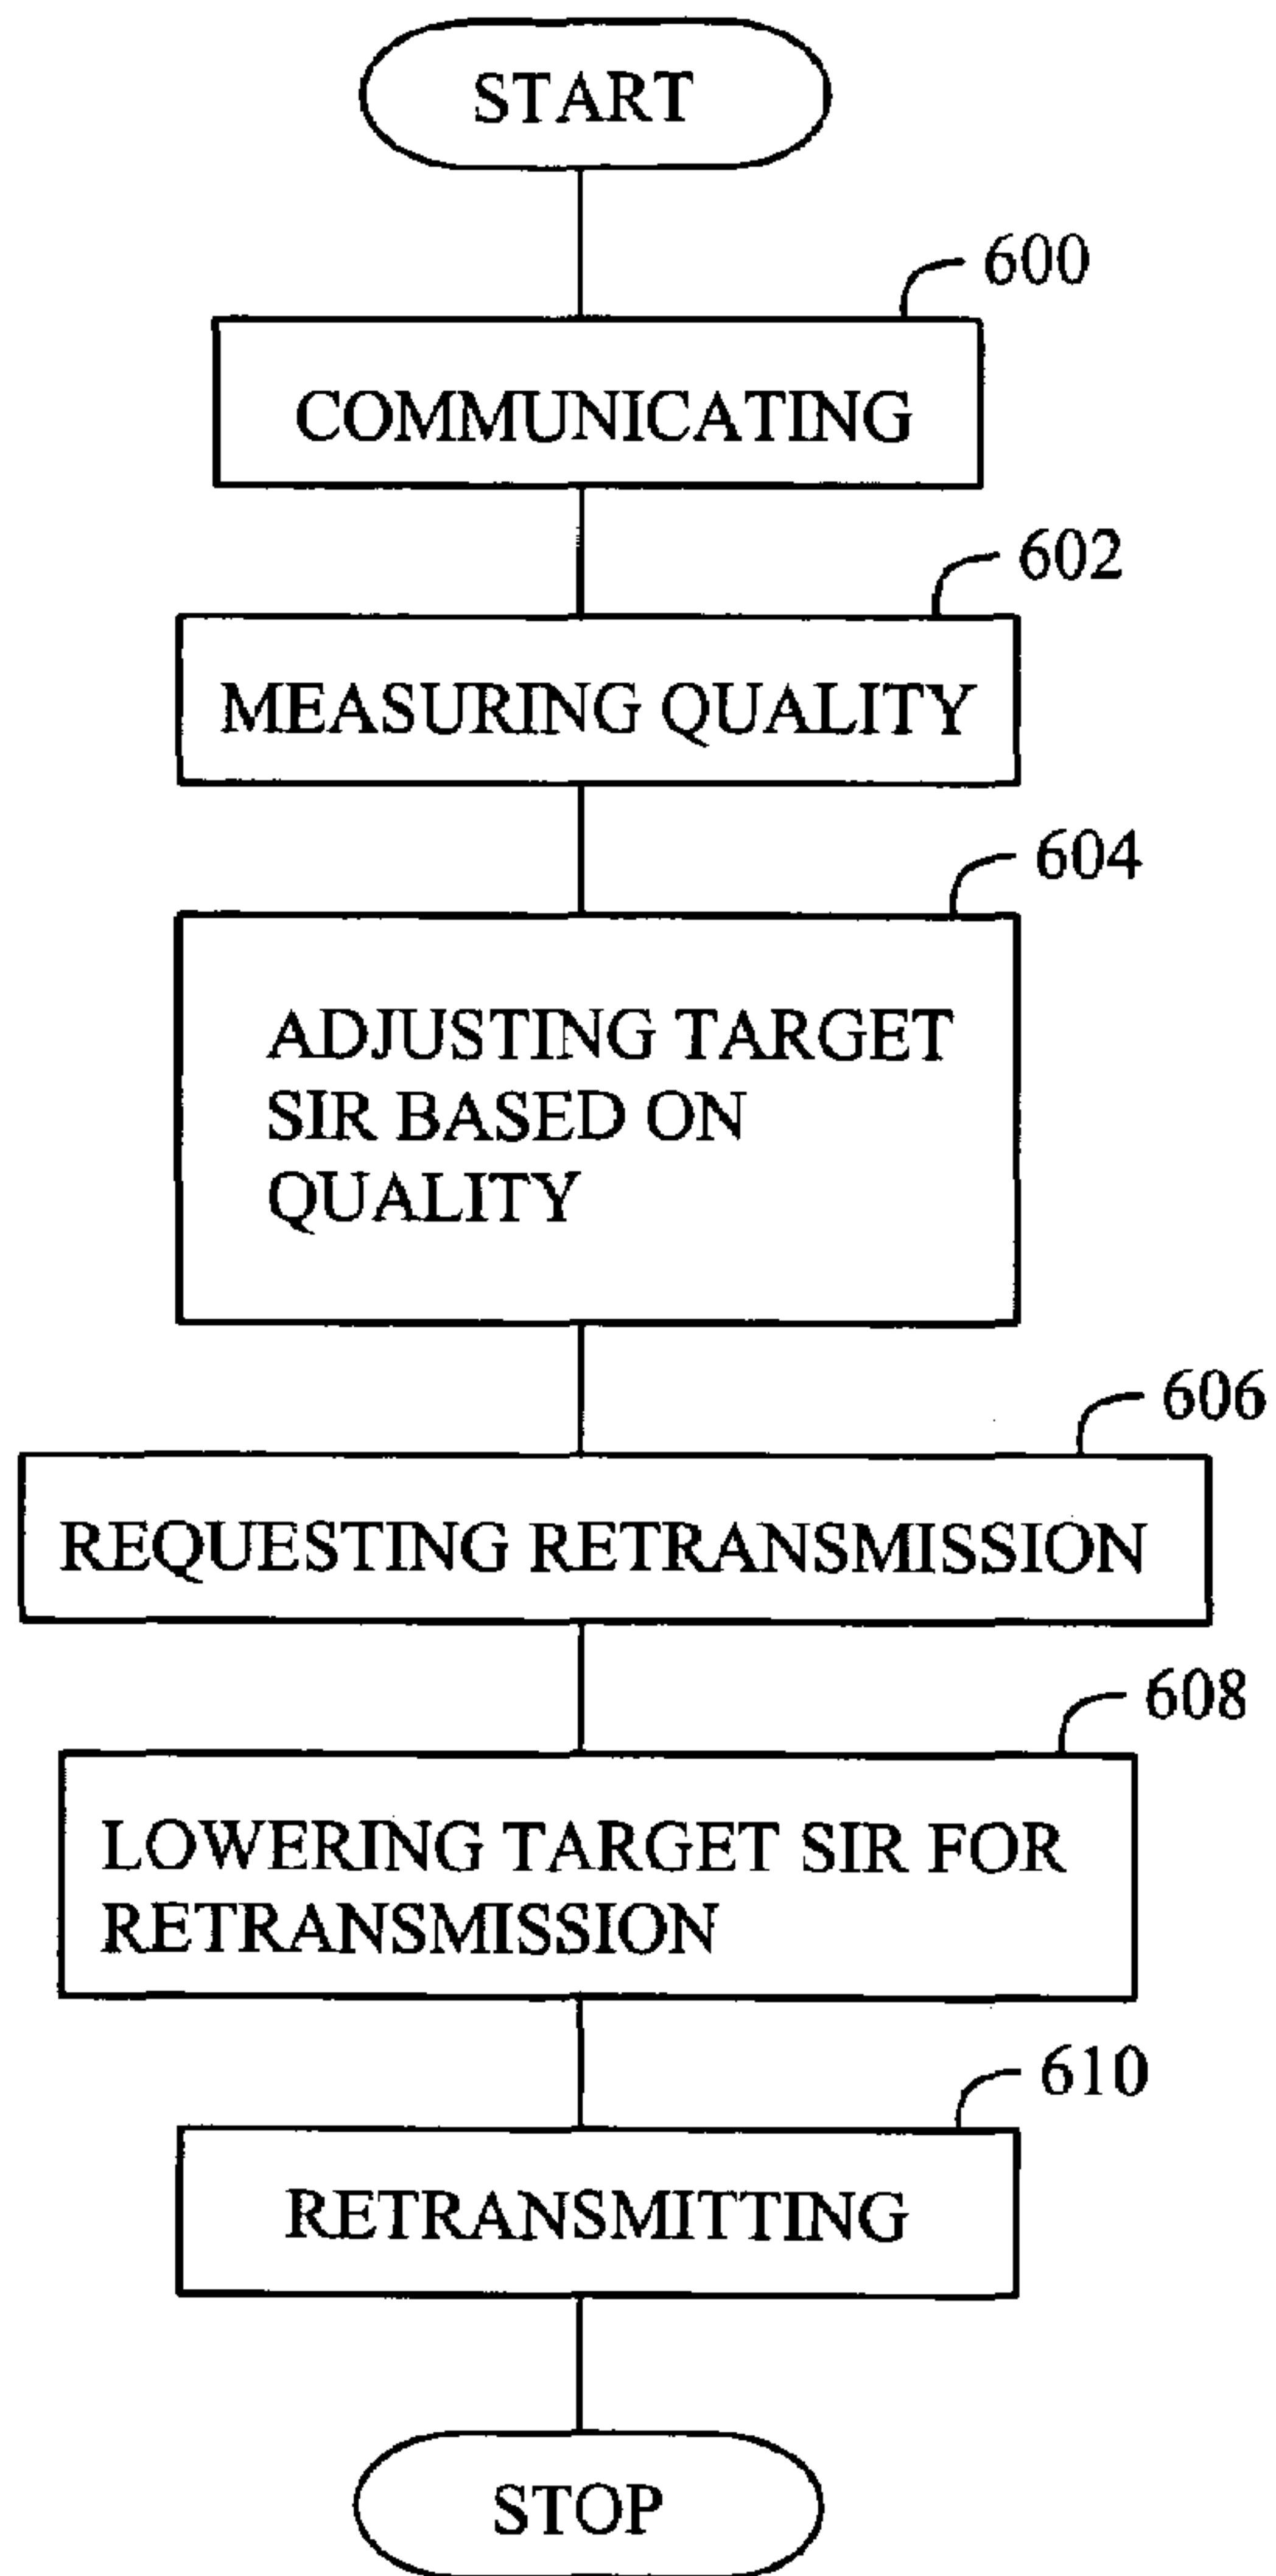 START
600
COMMUNICATING
602
MEASURING QUALITY
604
ADJUSTING TARGET
SIR BASED ON
QUALITY
606
REQUESTING RETRANSMISSION
608
LOWERING TARGET SIR FOR
RETRANSMISSION
610
RETRANSMITTING
STOP